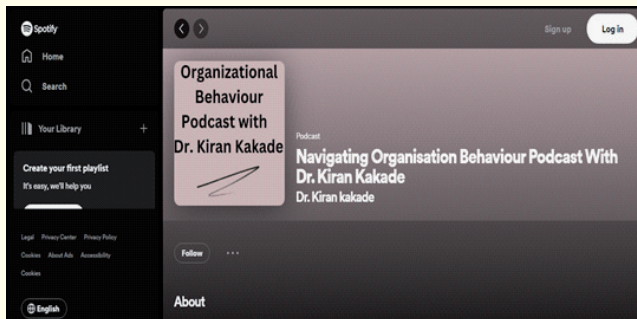 Spotify
Home
Search
Your Library
Create your first playlist
It's easy, we'll help you
Legal Privacy Center Privacy Policy
Cookies About Ads Accessibility
Cookies
English
Sign up Log in
Organizational
Behaviour
Podcast with
Dr. Kiran Kakade
Podcast
Navigating Organisation Behaviour Podcast With
Dr. Kiran Kakade
Dr. Kiran kakade
Follow
About